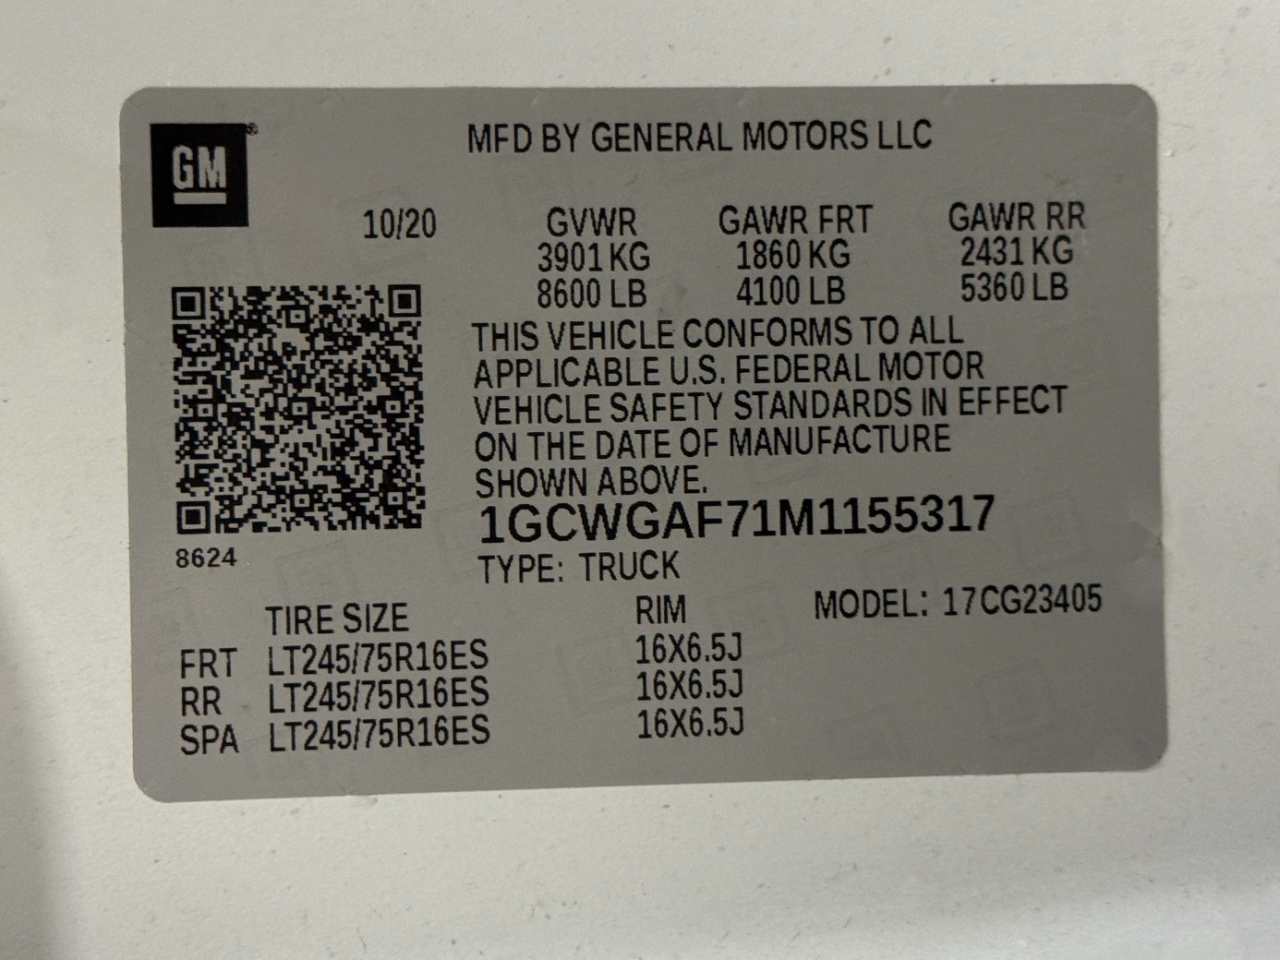 GM
MFD BY GENERAL MOTORS LLC
10/20 GVWR GAWR FRT GAWR RR
3901 KG 1860 KG 2431 KG
8600 LB 4100 LB 5360 LB
THIS VEHICLE CONFORMS TO ALL
APPLICABLE U.S. FEDERAL MOTOR
VEHICLE SAFETY STANDARDS IN EFFECT
ON THE DATE OF MANUFACTURE
SHOWN ABOVE.
1GCWGAF71M1155317
8624
TYPE: TRUCK
TIRE SIZE RIM MODEL: 17CG23405
FRT LT245/75R16ES 16X6.5J
RR LT245/75R16ES 16X6.5J
SPA LT245/75R16ES 16X6.5J